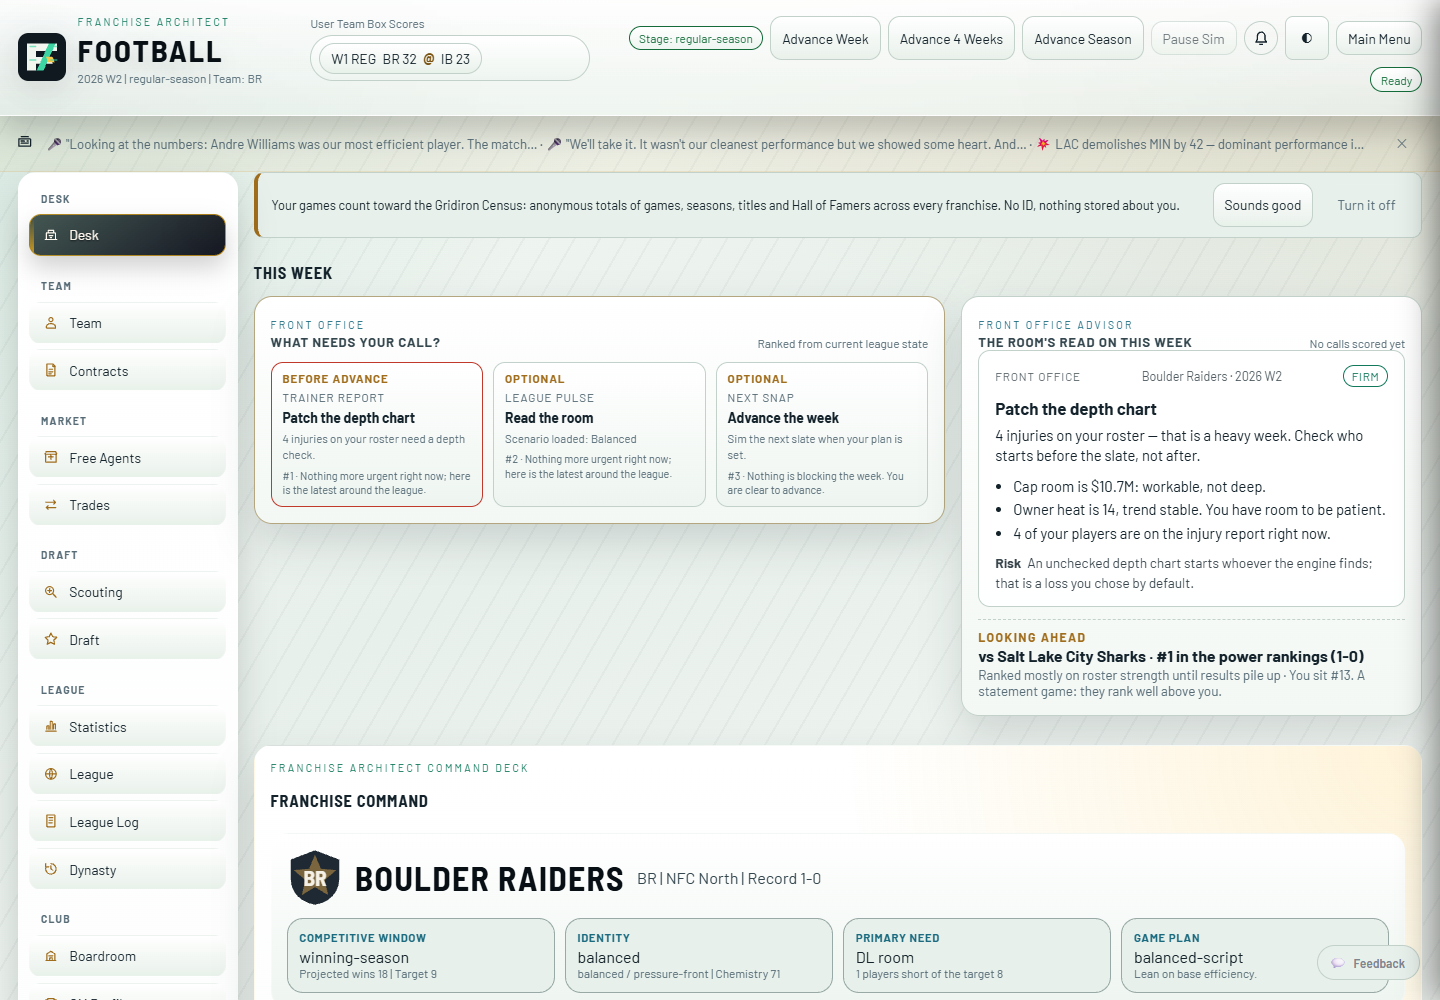 FRANCHISE ARCHITECT
FOOTBALL
2026 W2 | regular-season | Team: BR
User Team Box Scores
W1 REG BR 32 @ IB 23
Stage: regular-season
Advance Week
Advance 4 Weeks
Advance Season
Pause Sim
Main Menu
Ready
"Looking at the numbers: Andre Williams was our most efficient player. The match... · "We'll take it. It wasn't our cleanest performance but we showed some heart. And... · LAC demolishes MIN by 42 — dominant performance i...
DESK
Desk
TEAM
Team
Contracts
MARKET
Free Agents
Trades
DRAFT
Scouting
Draft
LEAGUE
Statistics
League
League Log
Dynasty
CLUB
Boardroom
Your games count toward the Gridiron Census: anonymous totals of games, seasons, titles and Hall of Famers across every franchise. No ID, nothing stored about you.
Sounds good
Turn it off
THIS WEEK
FRONT OFFICE
WHAT NEEDS YOUR CALL?
Ranked from current league state
BEFORE ADVANCE
TRAINER REPORT
Patch the depth chart
4 injuries on your roster need a depth
check.
#1 · Nothing more urgent right now; here
is the latest around the league.
OPTIONAL
LEAGUE PULSE
Read the room
Scenario loaded: Balanced
#2 · Nothing more urgent right now;
here is the latest around the league.
OPTIONAL
NEXT SNAP
Advance the week
Sim the next slate when your plan is
set.
#3 · Nothing is blocking the week. You
are clear to advance.
FRONT OFFICE ADVISOR
THE ROOM'S READ ON THIS WEEK
No calls scored yet
FRONT OFFICE
Boulder Raiders · 2026 W2
FIRM
Patch the depth chart
4 injuries on your roster — that is a heavy week. Check who
starts before the slate, not after.
• Cap room is $10.7M: workable, not deep.
• Owner heat is 14, trend stable. You have room to be patient.
• 4 of your players are on the injury report right now.
Risk An unchecked depth chart starts whoever the engine finds;
that is a loss you chose by default.
LOOKING AHEAD
vs Salt Lake City Sharks · #1 in the power rankings (1-0)
Ranked mostly on roster strength until results pile up · You sit #13. A
statement game: they rank well above you.
FRANCHISE ARCHITECT COMMAND DECK
FRANCHISE COMMAND
BR
BOULDER RAIDERS
BR | NFC North | Record 1-0
COMPETITIVE WINDOW
winning-season
Projected wins 18 | Target 9
IDENTITY
balanced
balanced / pressure-front | Chemistry 71
PRIMARY NEED
DL room
1 players short of the target 8
GAME PLAN
balanced-script
Lean on base efficiency.
Feedback